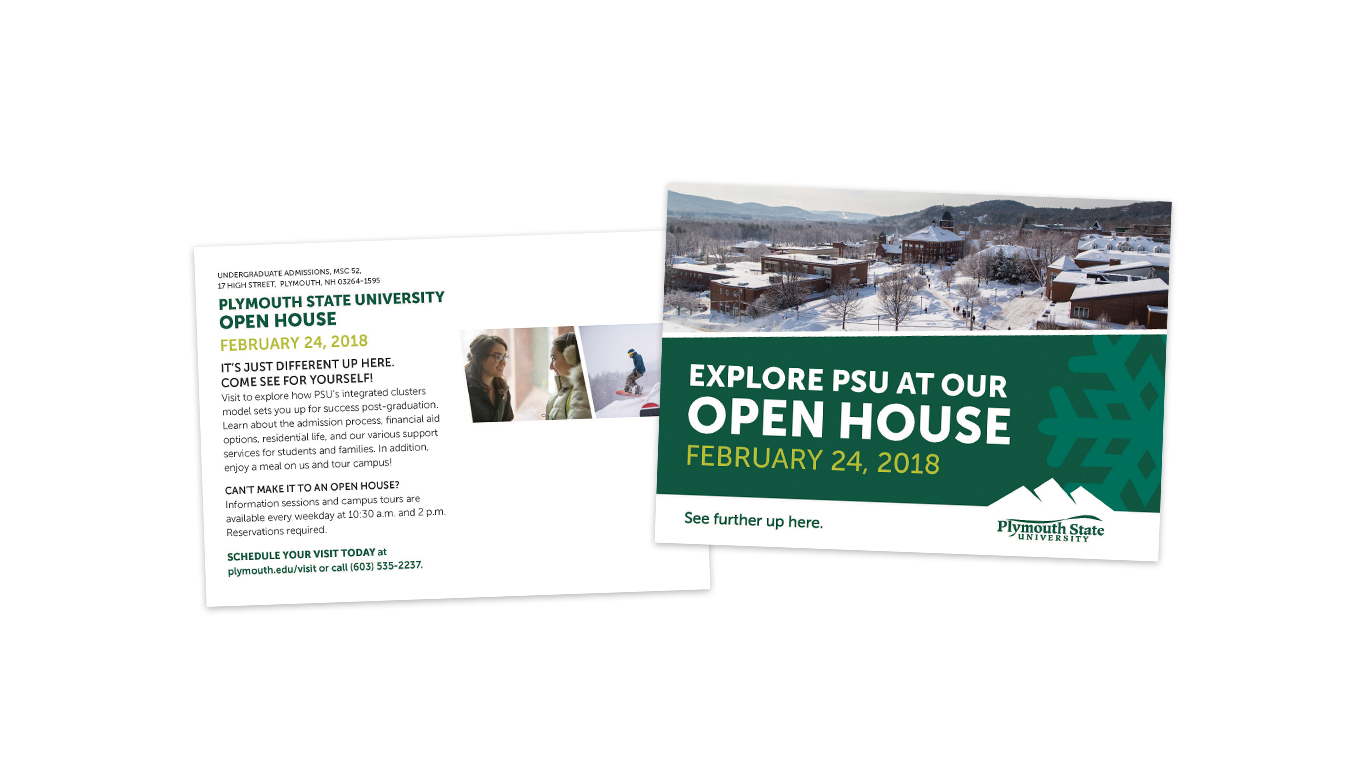 UNDERGRADUATE ADMISSIONS, MSC 52,
17 HIGH STREET, PLYMOUTH, NH 03264-1595
PLYMOUTH STATE UNIVERSITY
OPEN HOUSE
FEBRUARY 24, 2018
IT'S JUST DIFFERENT UP HERE.
COME SEE FOR YOURSELF!
Visit to explore how PSU's integrated clusters
model sets you up for success post-graduation.
Learn about the admission process, financial aid
options, residential life, and our various support
services for students and families. In addition,
enjoy a meal on us and tour campus!
CAN'T MAKE IT TO AN OPEN HOUSE?
Information sessions and campus tours are
available every weekday at 10:30 a.m. and 2 p.m.
Reservations required.
SCHEDULE YOUR VISIT TODAY at
plymouth.edu/visit or call (603) 535-2237.
EXPLORE PSU AT OUR
OPEN HOUSE
FEBRUARY 24, 2018
See further up here.
Plymouth State
UNIVERSITY